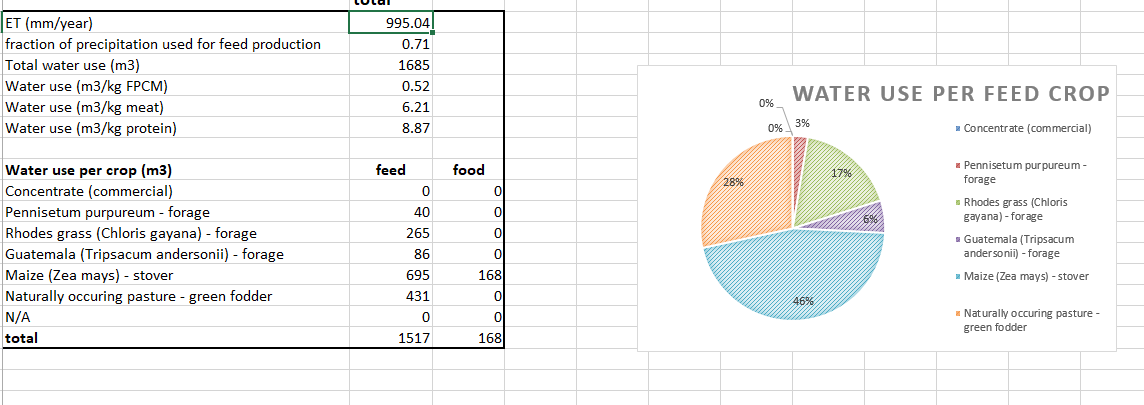 total
ET (mm/year) 995.04
fraction of precipitation used for feed production 0.71
Total water use (m3) 1685
Water use (m3/kg FPCM) 0.52
Water use (m3/kg meat) 6.21
Water use (m3/kg protein) 8.87
Water use per crop (m3) feed food
Concentrate (commercial) 0 0
Pennisetum purpureum - forage 40 0
Rhodes grass (Chloris gayana) - forage 265 0
Guatemala (Tripsacum andersonii) - forage 86 0
Maize (Zea mays) - stover 695 168
Naturally occuring pasture - green fodder 431 0
N/A 0 0
total 1517 168
WATER USE PER FEED CROP
0%
0%
3%
17%
6%
46%
28%
Concentrate (commercial)
Pennisetum purpureum -
forage
Rhodes grass (Chloris
gayana) - forage
Guatemala (Tripsacum
andersonii) - forage
Maize (Zea mays) - stover
Naturally occuring pasture -
green fodder